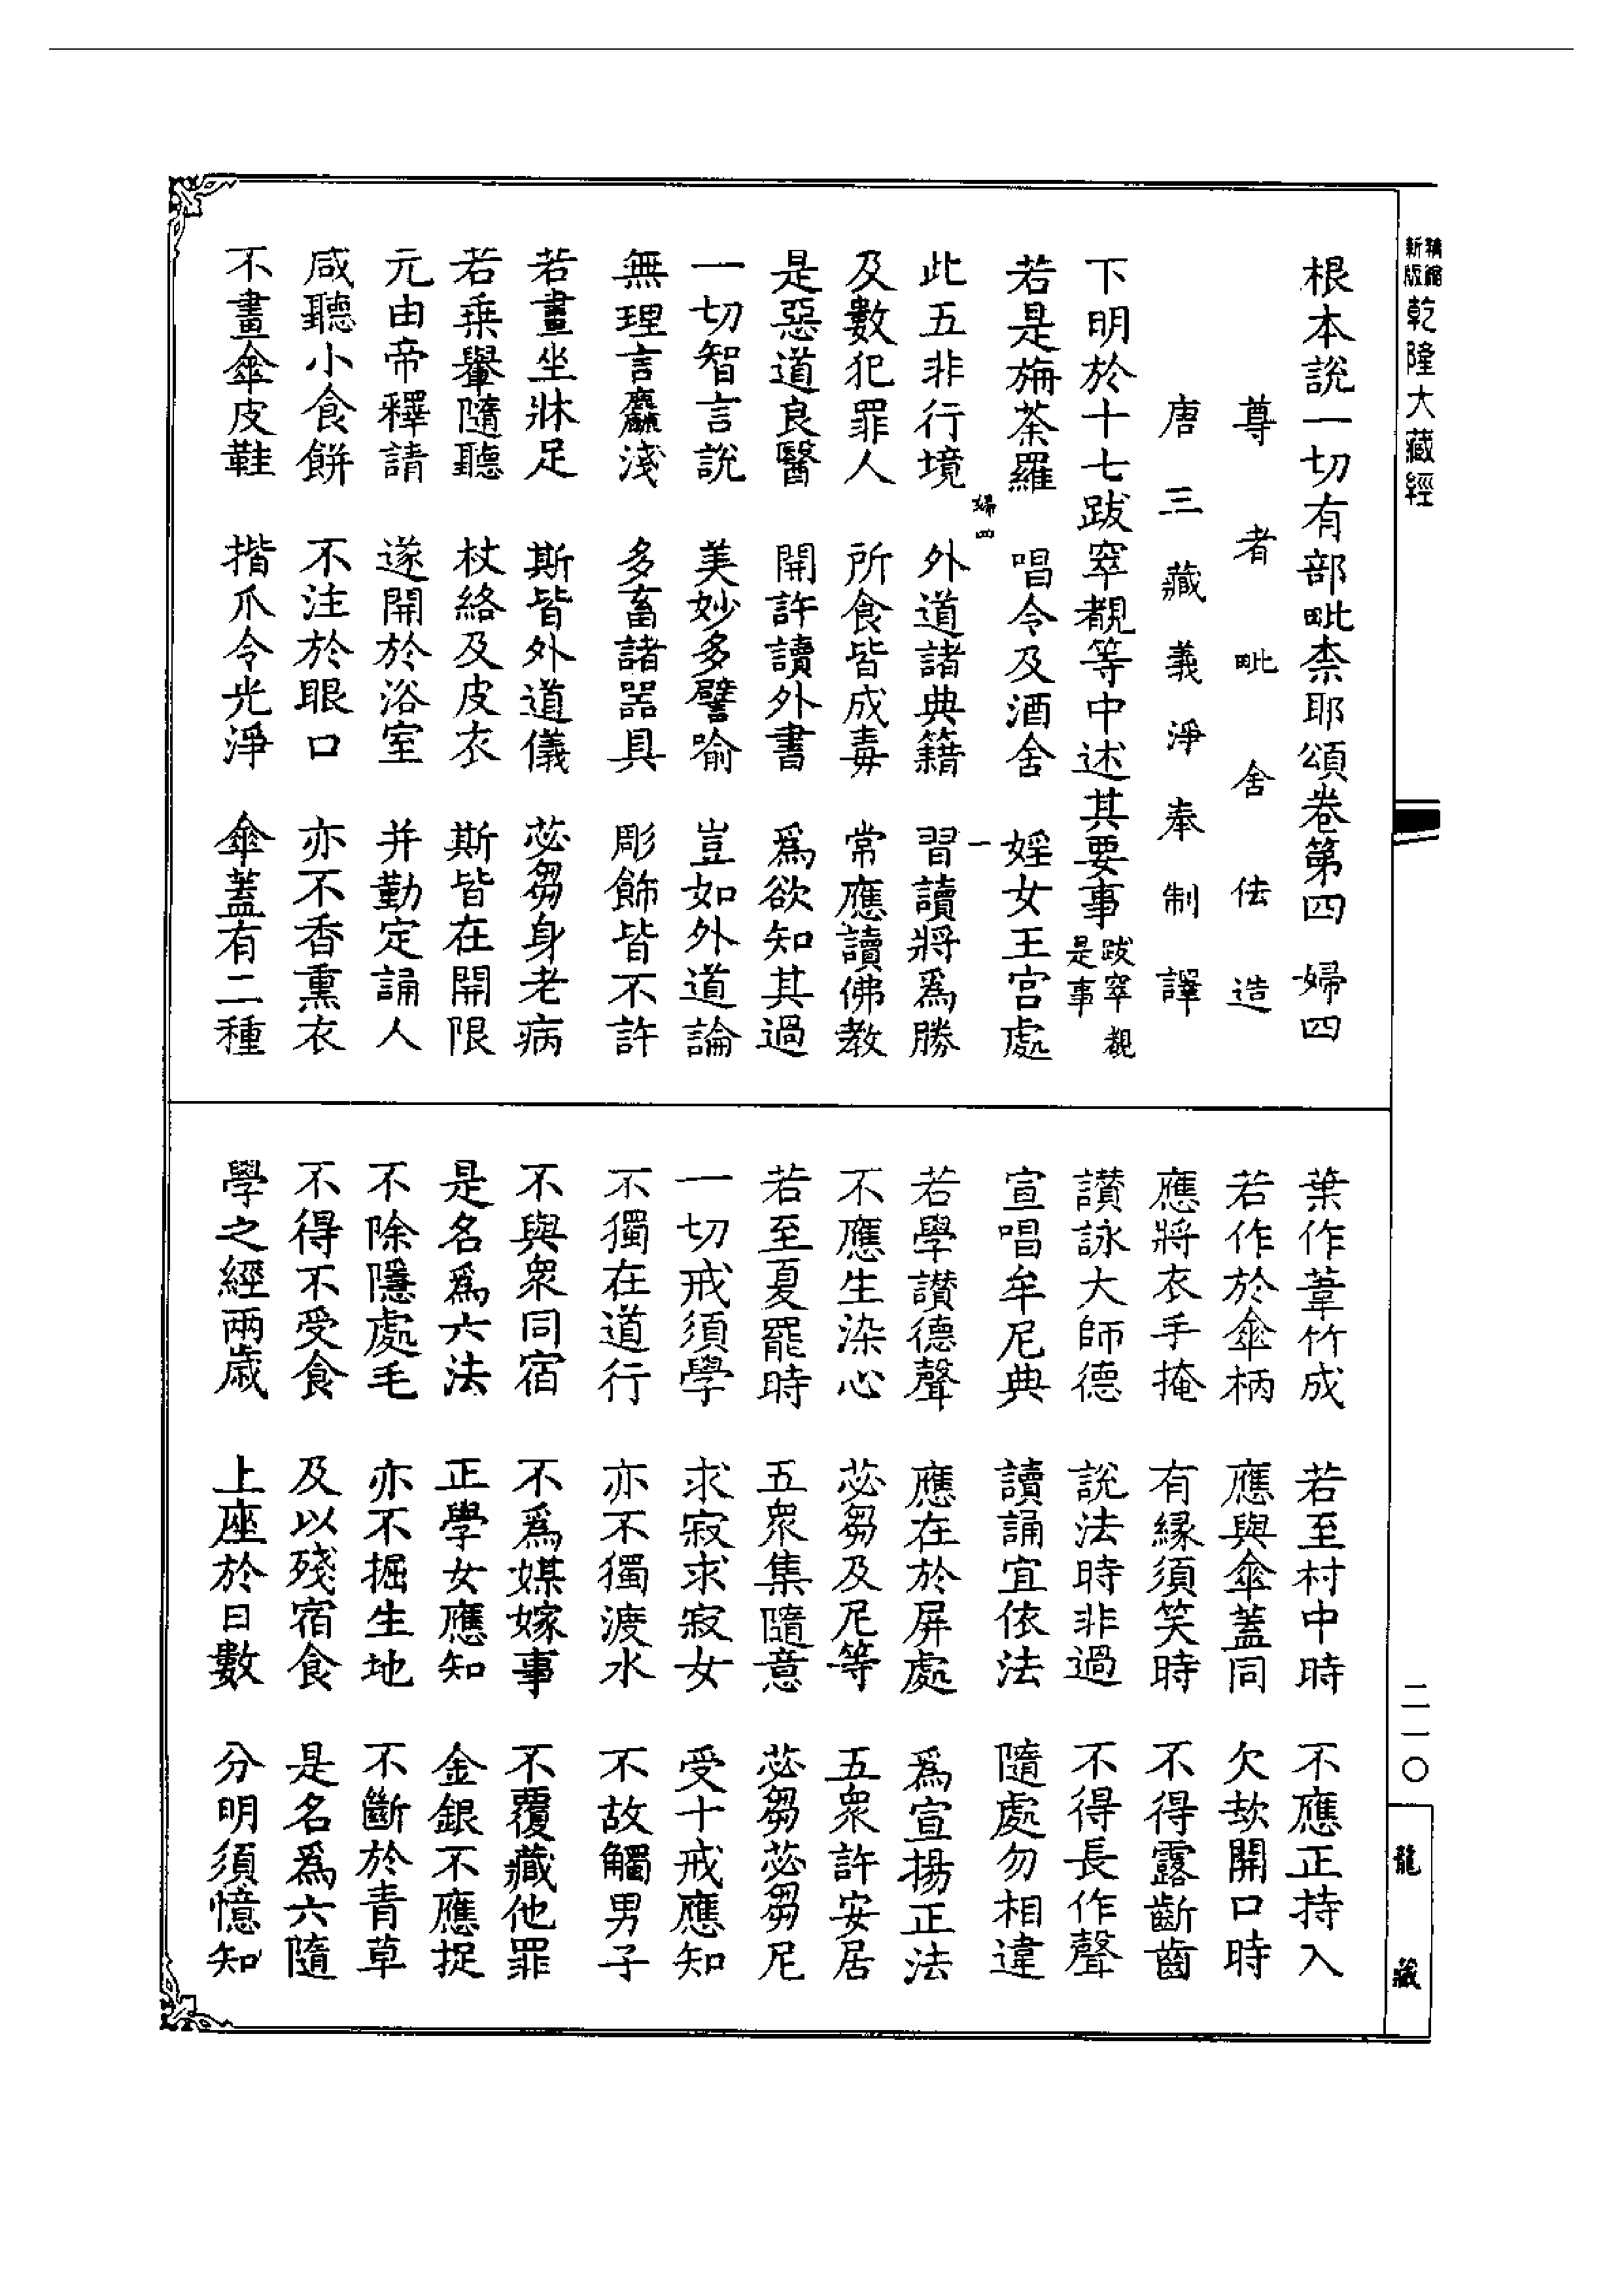 精縮新版乾隆大藏經
根本說一切有部毗柰耶頌卷第四　婦四
尊者毗舍佉造
唐三藏義淨奉制譯
下明於十七跋窣覩等中述其要事跋窣覩是事
若是旃荼羅　唱令及酒舍　婬女王宮處
婦四　一
此五非行境　外道諸典籍　習讀將爲勝
及數犯罪人　所食皆成毒　常應讀佛教
是惡道良醫　開許讀外書　爲欲知其過
一切智言說　美妙多譬喻　豈如外道論
無理言麤淺　多畜諸器具　彫飾皆不許
若畫坐牀足　斯皆外道儀　苾芻身老病
若乗轝隨聽　杖絡及皮衣　斯皆在開限
元由帝釋請　遂開於浴室　并勤定誦人
咸聽小食餅　不注於眼口　亦不香熏衣
不畫傘皮鞋　揩爪令光淨　傘蓋有二種
葉作葦竹成　若至村中時　不應正持入
若作於傘柄　應與傘蓋同　欠欬開口時
應將衣手掩　有緣須笑時　不得露齗齒
讃詠大師德　說法時非過　不得長作聲
宣唱牟尼典　讀誦宜依法　隨處勿相違
若學讃德聲　應在於屏處　爲宣揚正法
不應生染心　苾芻及尼等　五衆許安居
若至夏罷時　五衆集隨意　苾芻苾芻尼
一切戒須學　求寂求寂女　受十戒應知
不獨在道行　亦不獨渡水　不故觸男子
不與衆同宿　不爲媒嫁事　不覆藏他罪
是名爲六法　正學女應知　金銀不應捉
不除隱處毛　亦不掘生地　不斷於青草
不得不受食　及以殘宿食　是名爲六隨
學之經兩歲　上座於日數　分明須憶知
二一〇
龍藏